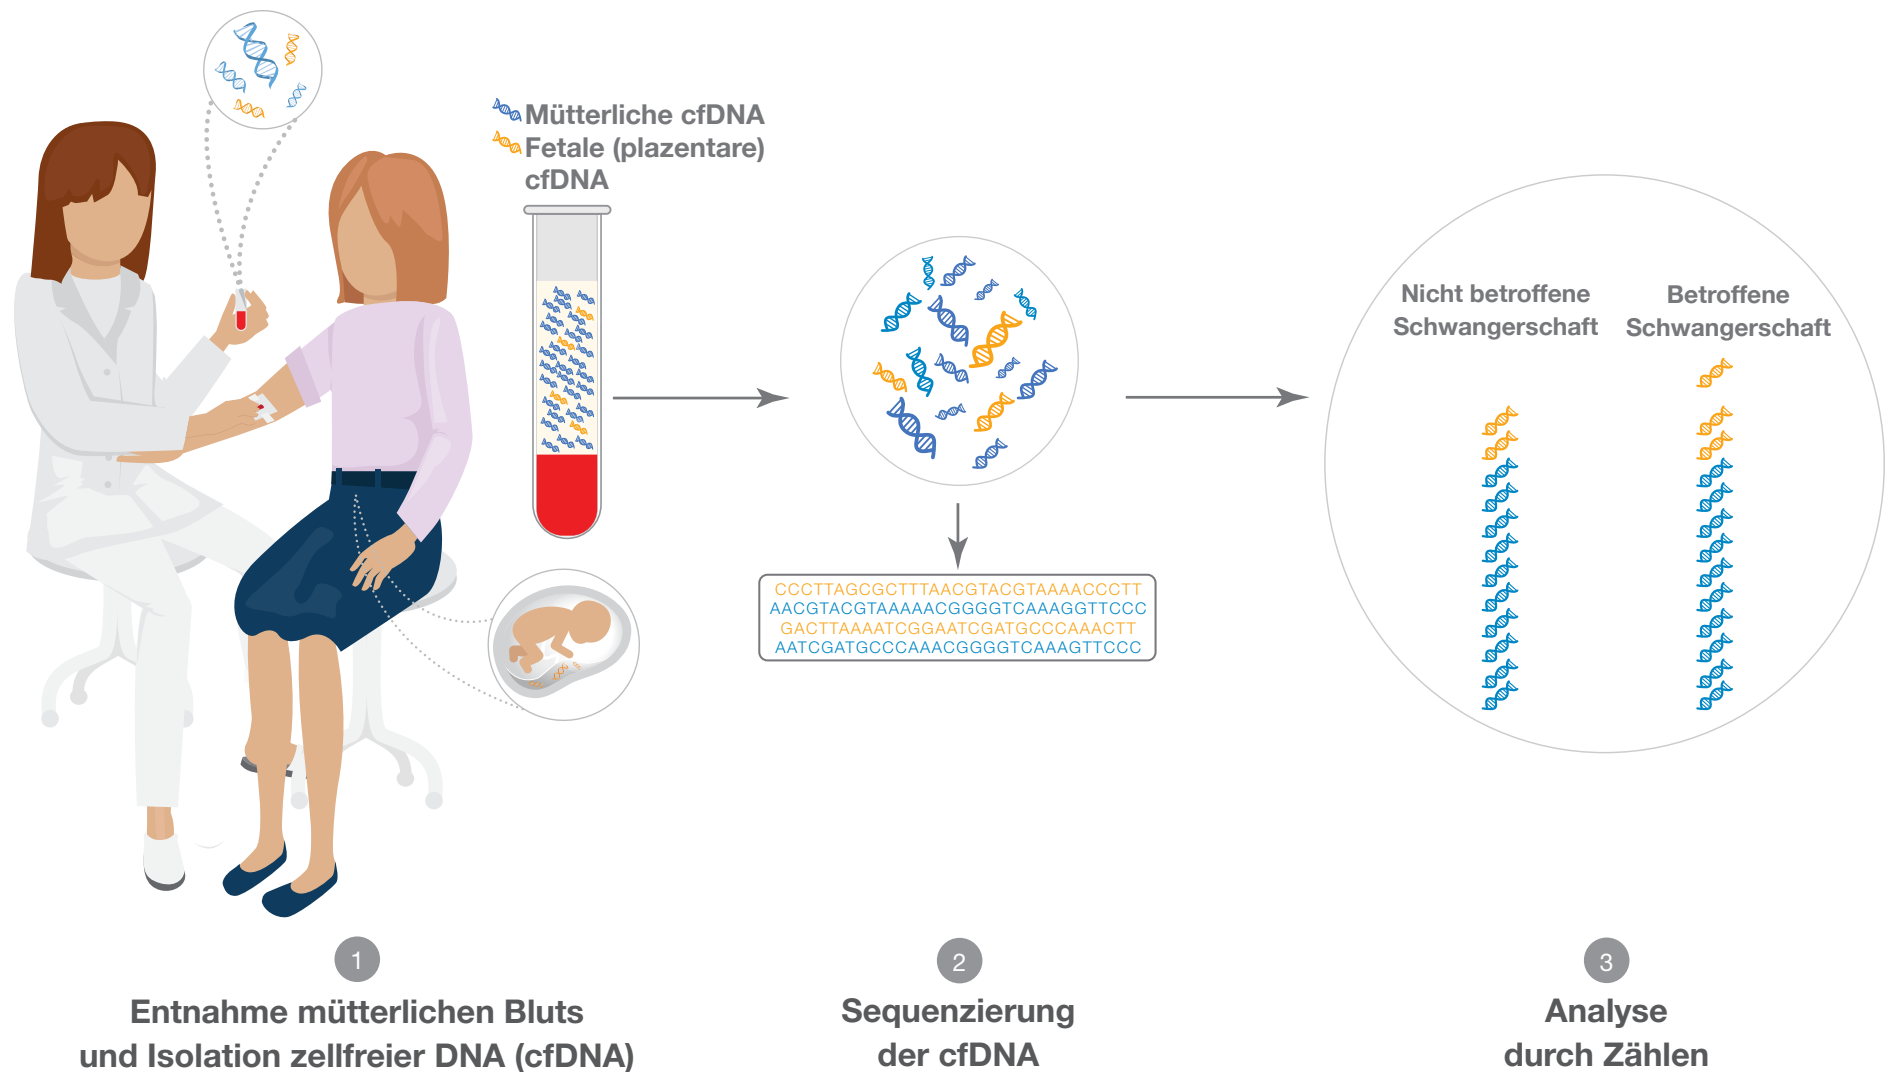 Mütterliche cfDNA
Fetale (plazentare)
cfDNA
Nicht betroffene
Schwangerschaft
Betroffene
Schwangerschaft
CCCTTAGCGCTTTAACGTACGTAAAACCCTT
AACGTACGTAAAAACGGGGTCAAAGGTTCCC
GACTTAAAATCGGAATCGATGCCCAAACTT
AATCGATGCCCAAACGGGGTCAAAGTTCCC
1
Entnahme mütterlichen Bluts
und Isolation zellfreier DNA (cfDNA)
2
Sequenzierung
der cfDNA
3
Analyse
durch Zählen